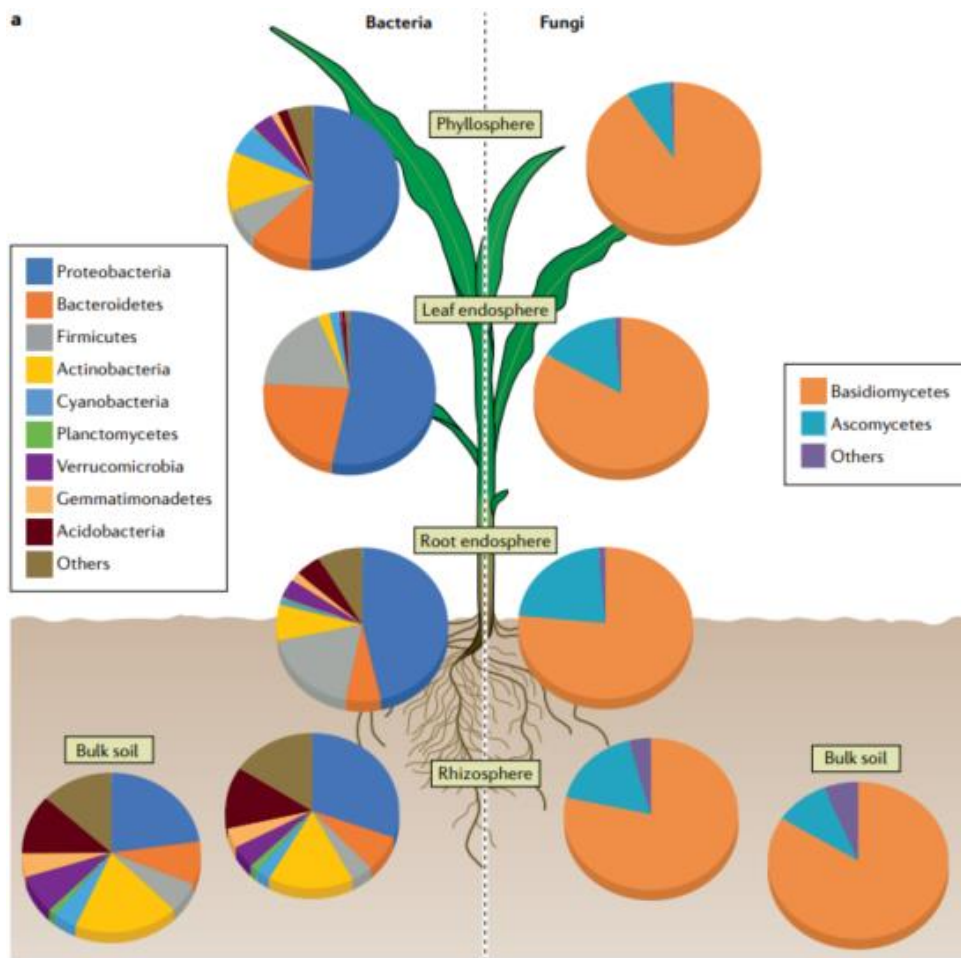 a
Bacteria
Fungi
Phyllosphere
Leaf endosphere
Proteobacteria
Bacteroidetes
Firmicutes
Actinobacteria
Cyanobacteria
Planctomycetes
Verrucomicrobia
Gemmatimonadetes
Acidobacteria
Others
Basidiomycetes
Ascomycetes
Others
Root endosphere
Bulk soil
Rhizosphere
Bulk soil